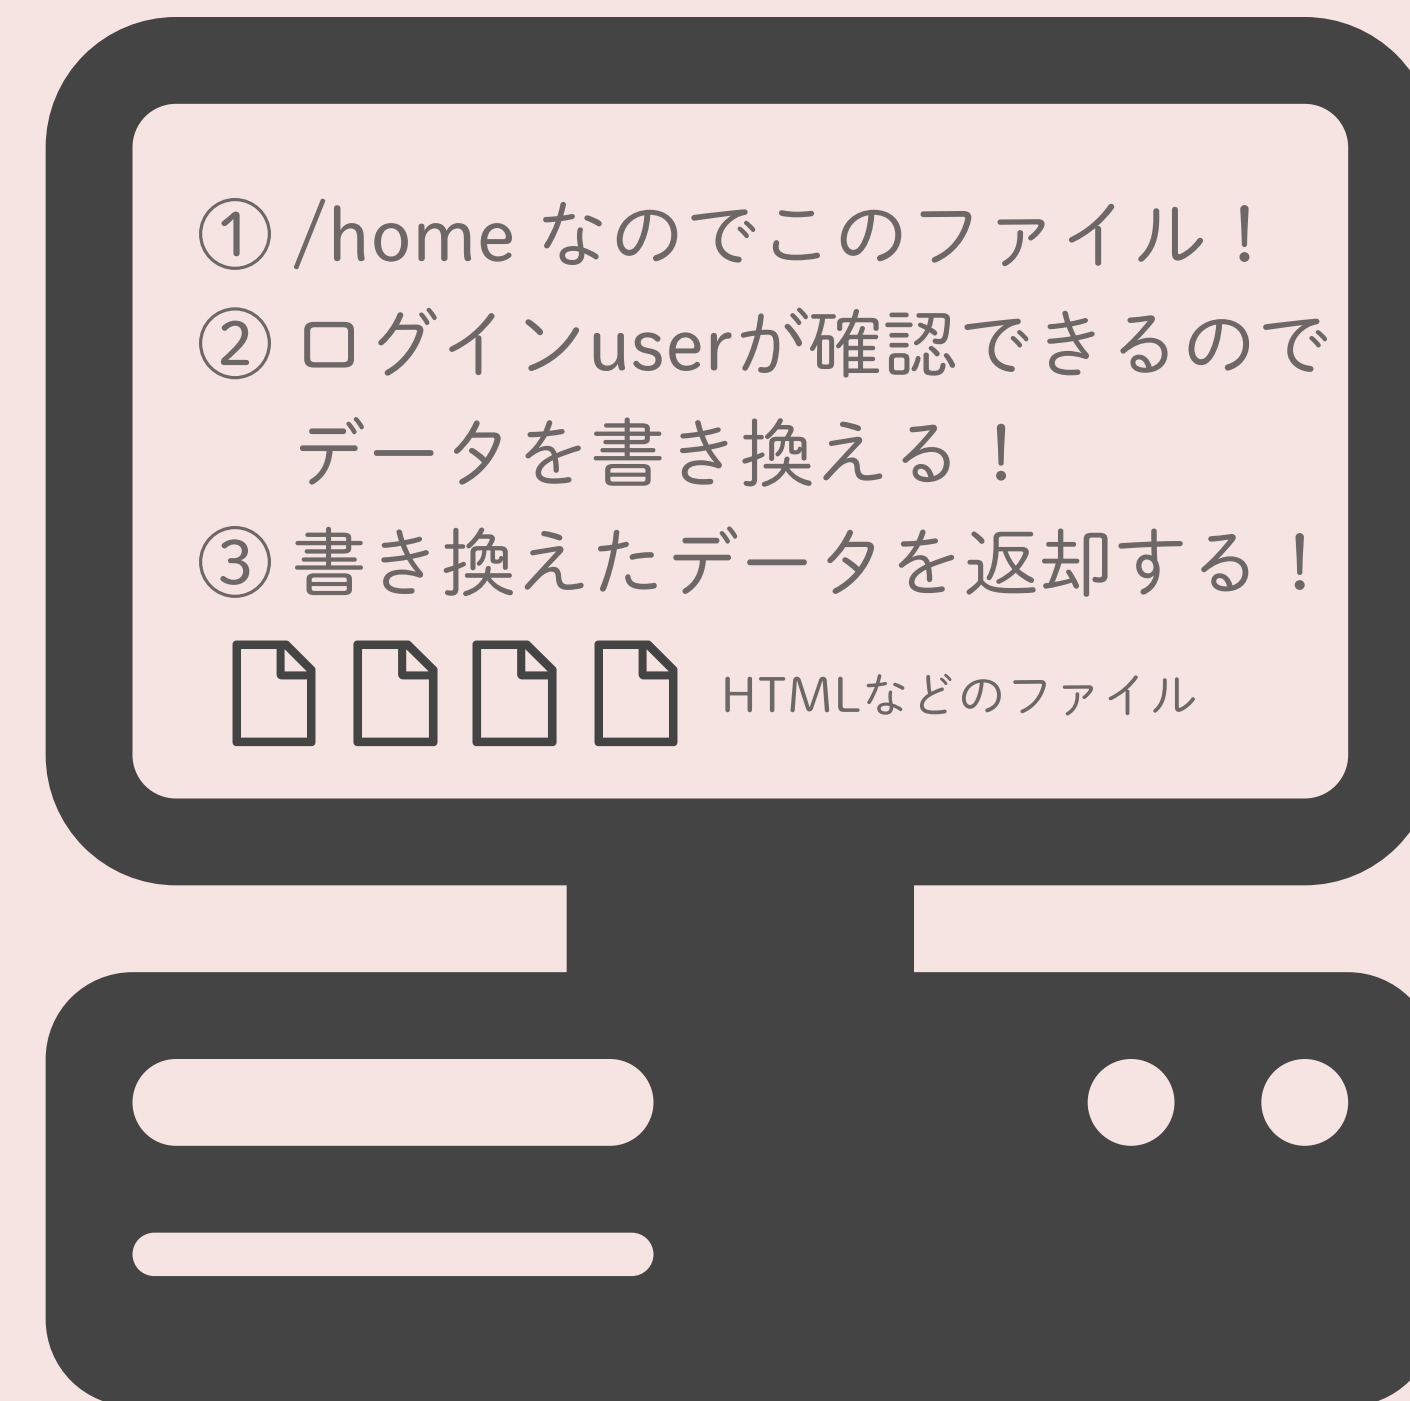 ① /home なのでこのファイル！
② ログインuserが確認できるので
データを書き換える！
③ 書き換えたデータを返却する！
HTMLなどのファイル